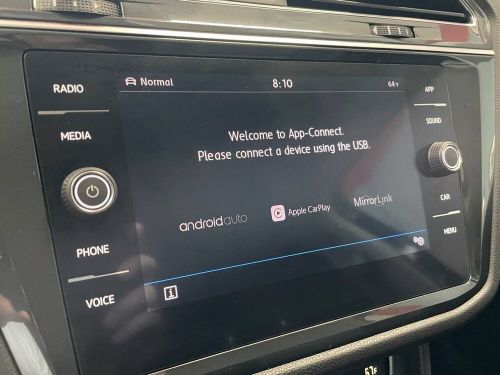 RADIO
MEDIA
PHONE
VOICE
Normal
8:10
64°F
Welcome to App-Connect.
Please connect a device using the USB.
androidauto
Apple CarPlay
MirrorLink
APP
SOUND
CAR
MENU